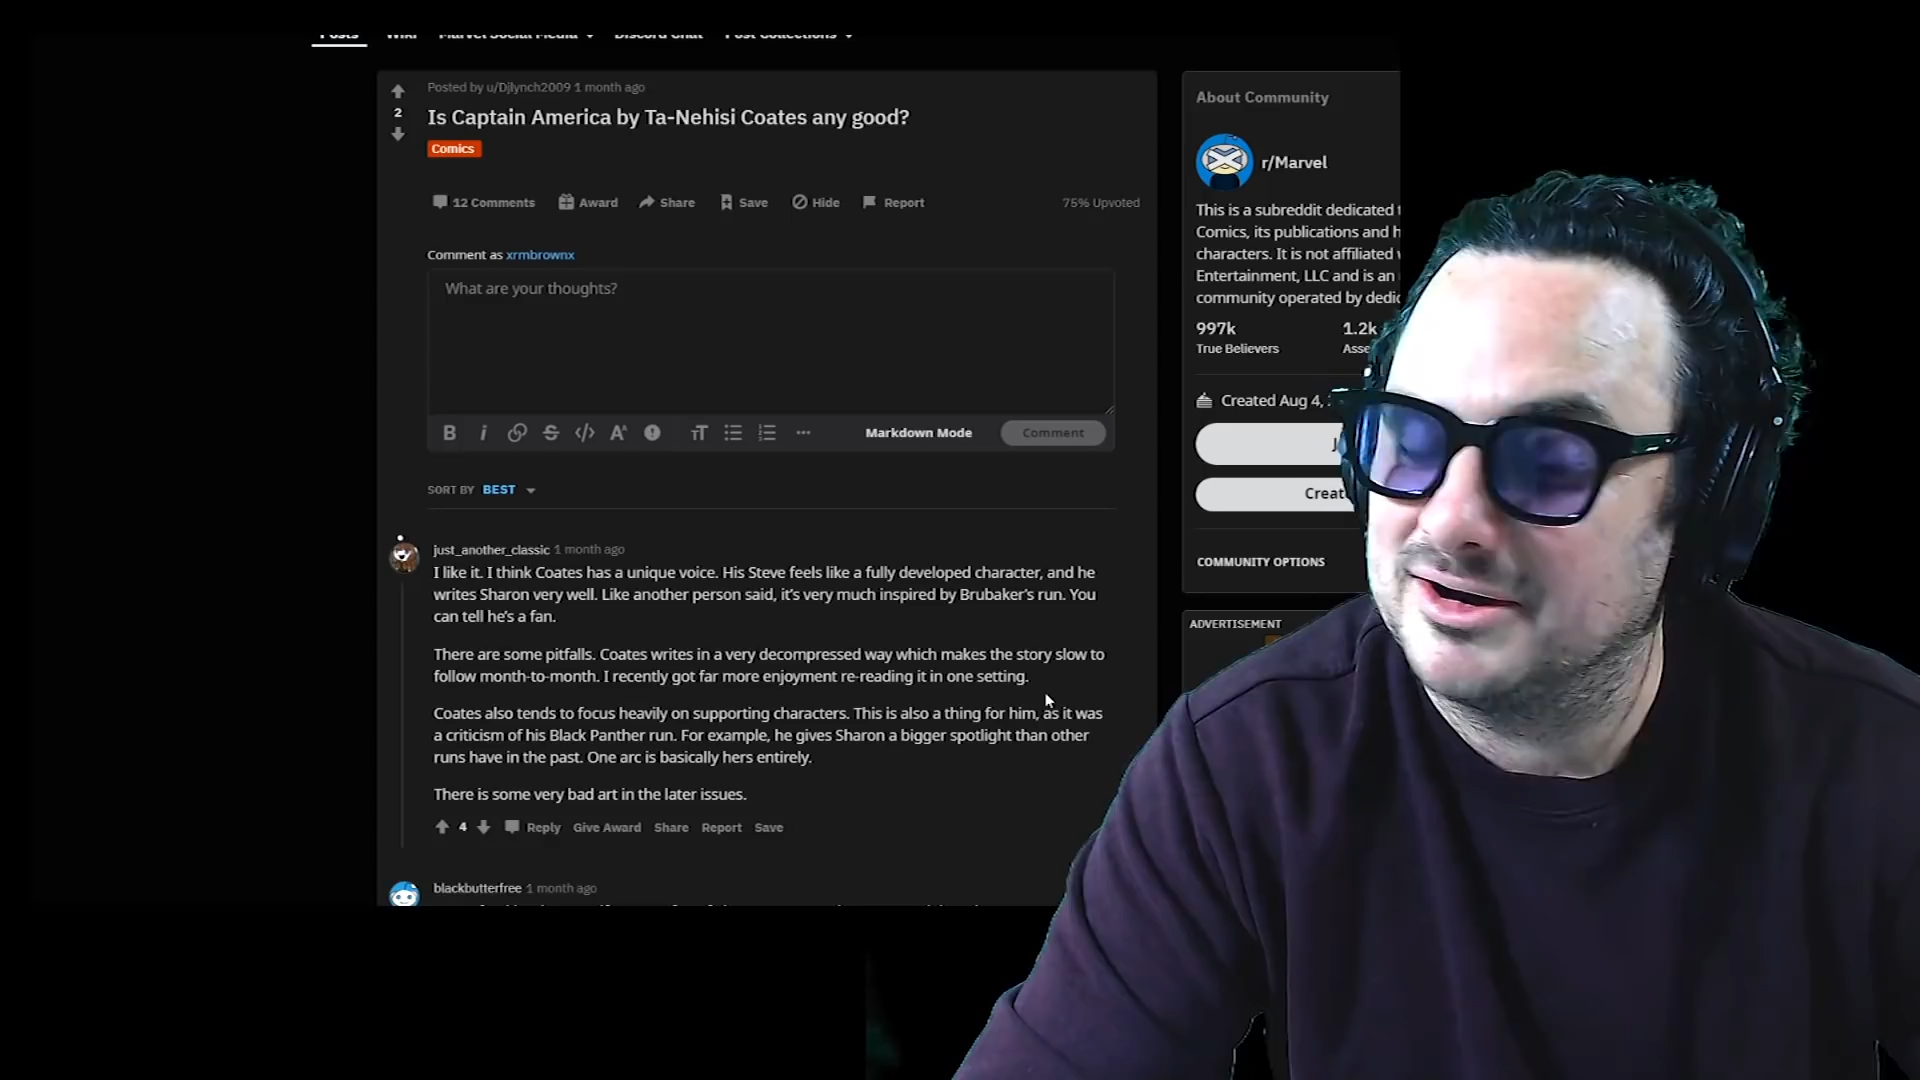 Posts Wiki Marvel Social Media Discord Chat Post Collections
Posted by u/Djlynch2009 1 month ago
2
Is Captain America by Ta-Nehisi Coates any good?
Comics
12 Comments Award Share Save Hide Report 75% Upvoted
Comment as xrmbrownx
What are your thoughts?
B i Markdown Mode Comment
SORT BY BEST
just_another_classic 1 month ago
I like it. I think Coates has a unique voice. His Steve feels like a fully developed character, and he
writes Sharon very well. Like another person said, it's very much inspired by Brubaker's run. You
can tell he's a fan.
There are some pitfalls. Coates writes in a very decompressed way which makes the story slow to
follow month-to-month. I recently got far more enjoyment re-reading it in one setting.
Coates also tends to focus heavily on supporting characters. This is also a thing for him, as it was
a criticism of his Black Panther run. For example, he gives Sharon a bigger spotlight than other
runs have in the past. One arc is basically hers entirely.
There is some very bad art in the later issues.
4 Reply Give Award Share Report Save
blackbutterfree 1 month ago
About Community
r/Marvel
This is a subreddit dedicated
Comics, its publications and
characters. It is not affiliated
Entertainment, LLC and is an
community operated by
997k 1.2k
True Believers
Created Aug 4,
COMMUNITY OPTIONS
ADVERTISEMENT